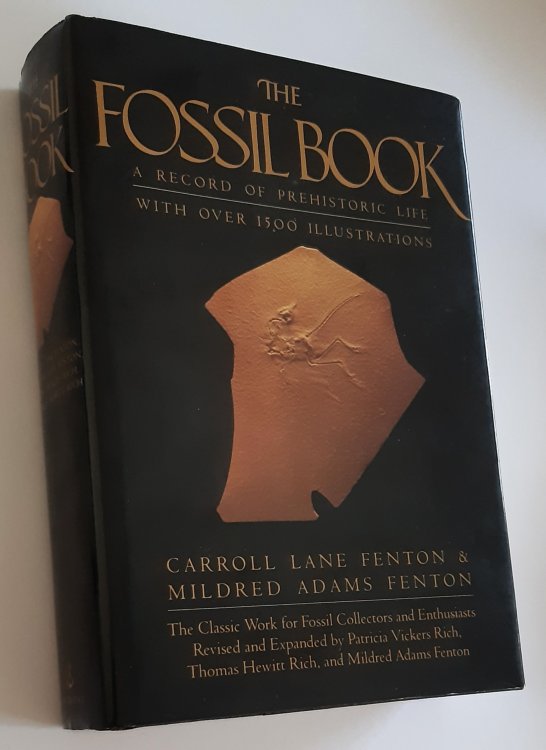 THE
FOSSIL BOOK
A RECORD OF PREHISTORIC LIFE
WITH OVER 1500 ILLUSTRATIONS
CARROLL LANE FENTON &
MILDRED ADAMS FENTON
The Classic Work for Fossil Collectors and Enthusiasts
Revised and Expanded by Patricia Vickers Rich,
Thomas Hewitt Rich, and Mildred Adams Fenton